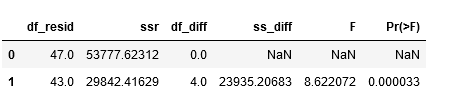 df_resid ssr df_diff ss_diff F Pr(>F)
0 47.0 53777.62312 0.0 NaN NaN NaN
1 43.0 29842.41629 4.0 23935.20683 8.622072 0.000033